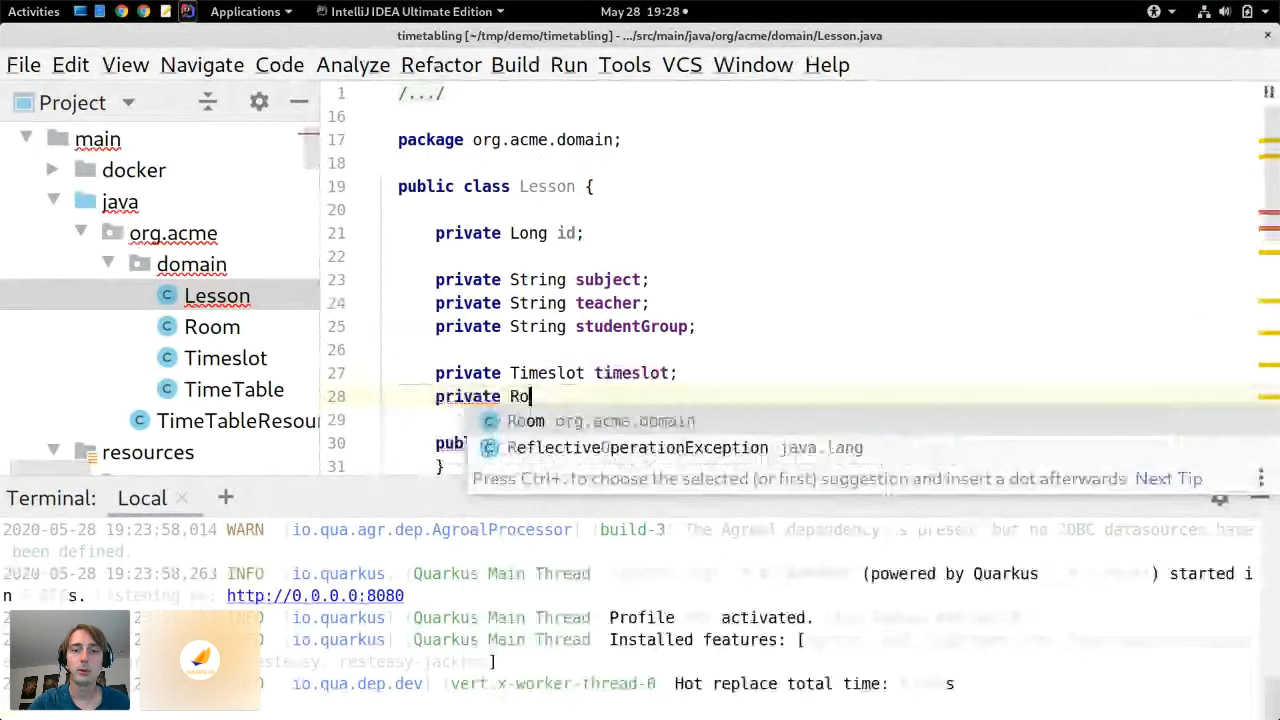 Activities Applications IntelliJ IDEA Ultimate Edition May 28 19:28
timetabling [~/tmp/demo/timetabling] - .../src/main/java/org/acme/domain/Lesson.java
File Edit View Navigate Code Analyze Refactor Build Run Tools VCS Window Help
Project
main
docker
java
org.acme
domain
Lesson
Room
Timeslot
TimeTable
TimeTableResou
resources
1 /.../
16
17 package org.acme.domain;
18
19 public class Lesson {
20
21 private Long id;
22
23 private String subject;
24 private String teacher;
25 private String studentGroup;
26
27 private Timeslot timeslot;
28 private Ro
Room org.acme.domain
ReflectiveOperationException java.lang
Press Ctrl+. to choose the selected (or first) suggestion and insert a dot afterwards Next Tip
29
30 publ
31 }
Terminal: Local
2020-05-28 19:23:58,014 WARN [io.qua.agr.dep.AgroalProcessor] (build-3) The Agroal dependency is present but no JDBC datasources have
been defined.
2020-05-28 19:23:58,263 INFO [io.quarkus] (Quarkus Main Thread) (powered by Quarkus ) started i
n s. Listening on: http://0.0.0.0:8080
INFO [io.quarkus] (Quarkus Main Thread) Profile activated.
INFO [io.quarkus] (Quarkus Main Thread) Installed features: [
resteasy, resteasy-jackson]
INFO [io.qua.dep.dev] (vert.x-worker-thread-0) Hot replace total time: s